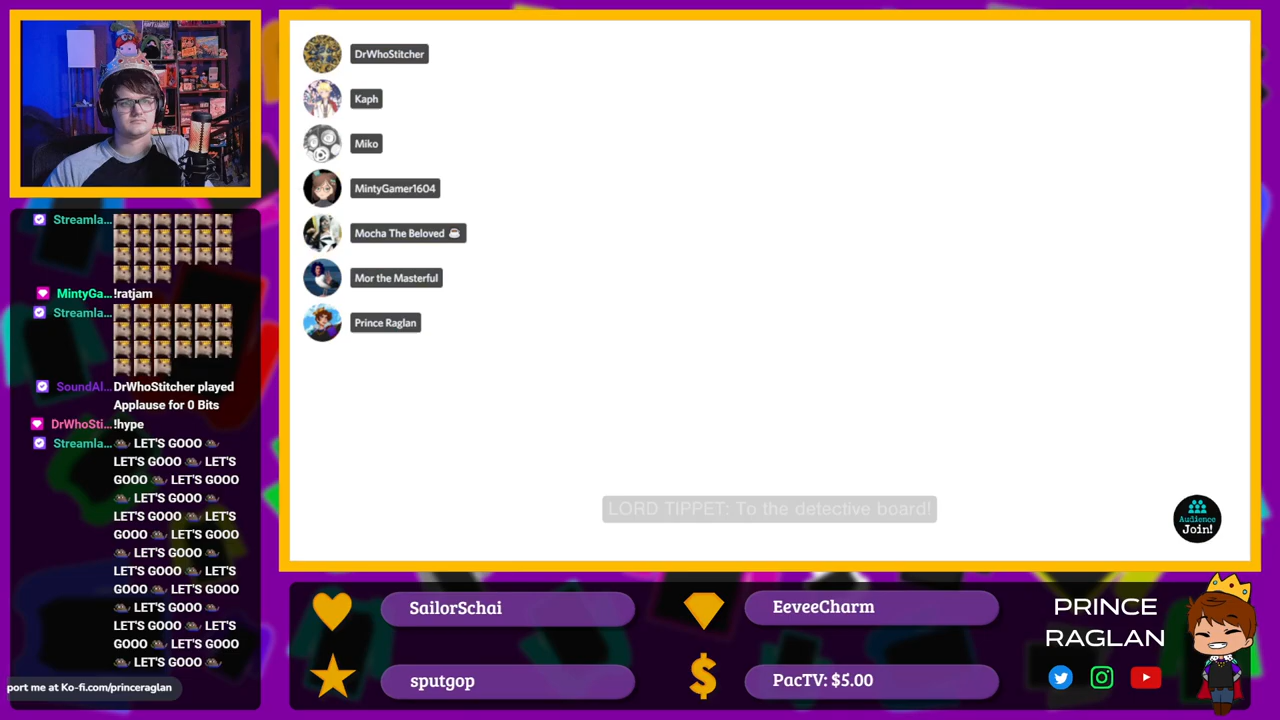 DrWhoStitcher
Kaph
Miko
MintyGamer1604
Mocha The Beloved ☕
Mor the Masterful
Prince Raglan
LORD TIPPET: To the detective board!
Audience
Join!
Streamla...
MintyGa... !ratjam
Streamla...
SoundAl... DrWhoStitcher played
Applause for 0 Bits
DrWhoSti... !hype
Streamla... LET'S GOOO
LET'S GOOO LET'S
GOOO LET'S GOOO
LET'S GOOO
LET'S GOOO LET'S
GOOO LET'S GOOO
LET'S GOOO
LET'S GOOO LET'S
GOOO LET'S GOOO
LET'S GOOO
LET'S GOOO LET'S
GOOO LET'S GOOO
LET'S GOOO
port me at Ko-fi.com/princeraglan
SailorSchai
EeveeCharm
sputgop
$
PacTV: $5.00
PRINCE
RAGLAN